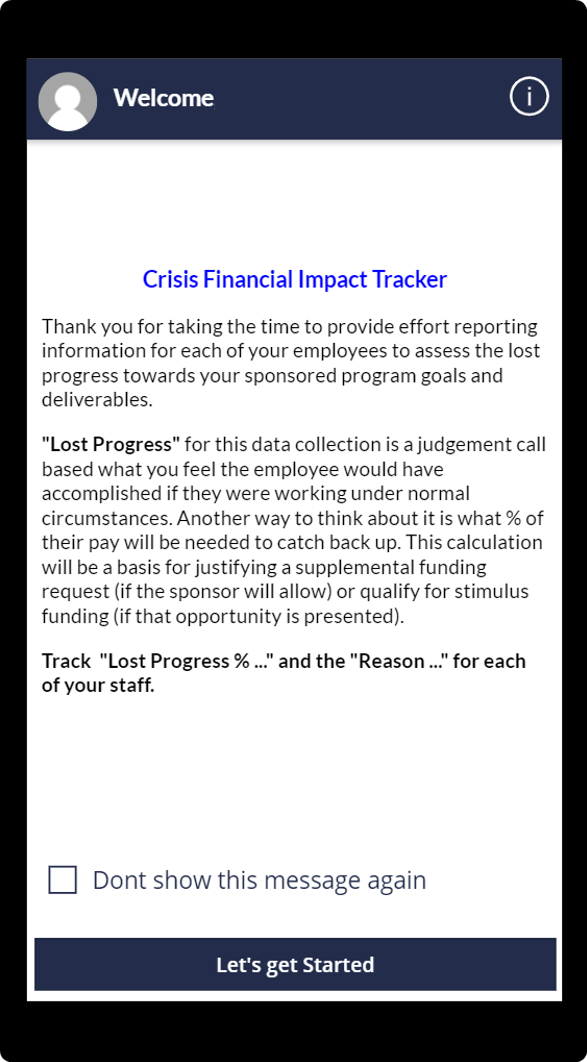 Welcome
i
Crisis Financial Impact Tracker
Thank you for taking the time to provide effort reporting
information for each of your employees to assess the lost
progress towards your sponsored program goals and
deliverables.
"Lost Progress" for this data collection is a judgement call
based what you feel the employee would have
accomplished if they were working under normal
circumstances. Another way to think about it is what % of
their pay will be needed to catch back up. This calculation
will be a basis for justifying a supplemental funding
request (if the sponsor will allow) or qualify for stimulus
funding (if that opportunity is presented).
Track  "Lost Progress % ..." and the "Reason ..." for each
of your staff.
Dont show this message again
Let's get Started